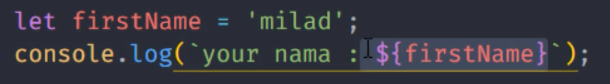 let firstName = 'milad';
console.log(`your nama : ${firstName}`);